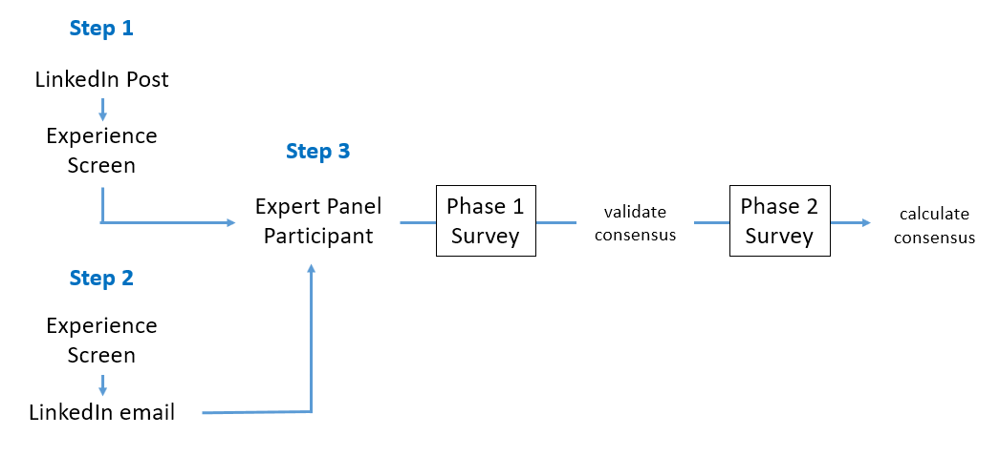 Step 1
LinkedIn Post
Experience
Screen
Step 2
Experience
Screen
LinkedIn email
Step 3
Expert Panel
Participant
Phase 1
Survey
validate
consensus
Phase 2
Survey
calculate
consensus